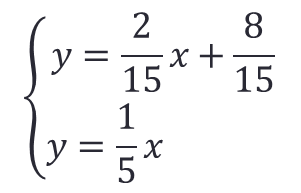 y = 2/15 x + 8/15
y = 1/5 x